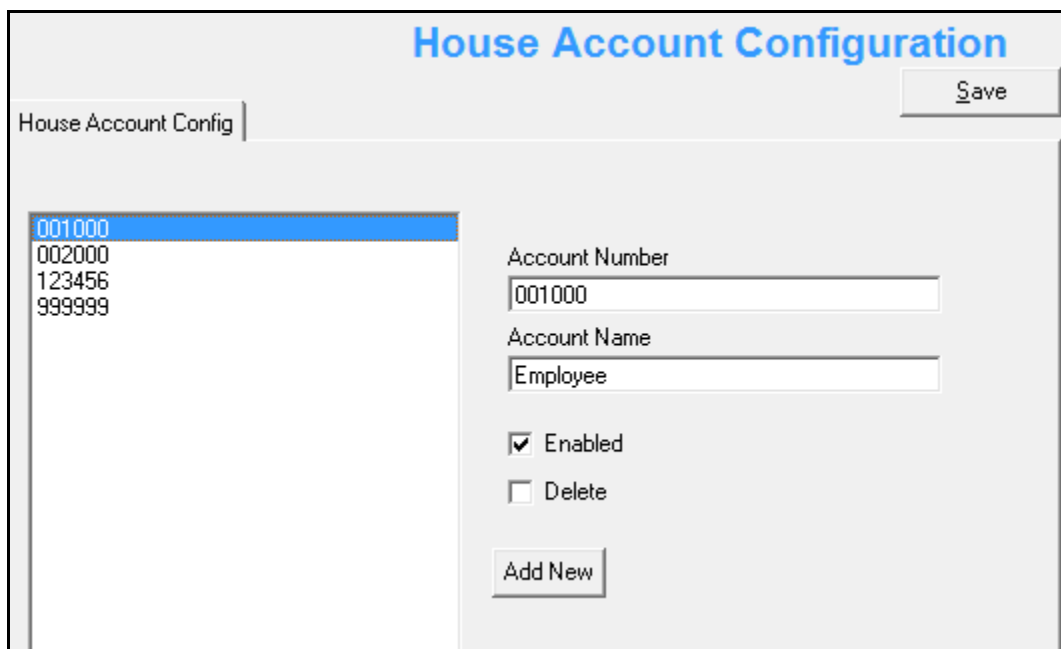 House Account Configuration
Save
House Account Config
001000
002000
123456
999999
Account Number
001000
Account Name
Employee
Enabled
Delete
Add New